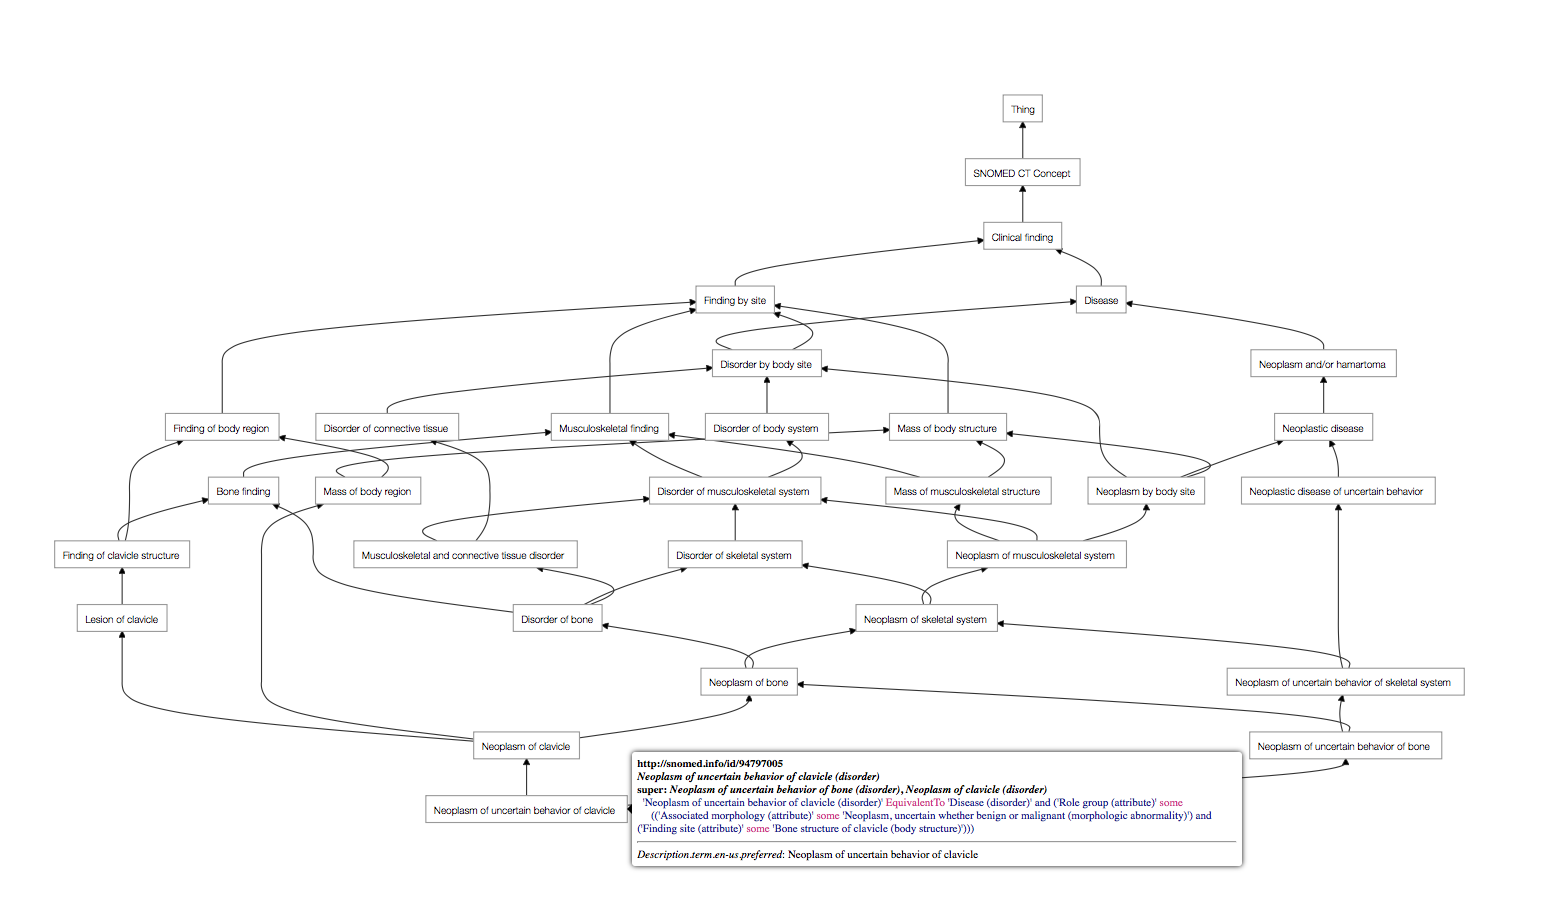 Thing
SNOMED CT Concept
Clinical finding
Finding by site
Disease
Disorder by body site
Neoplasm and/or hamartoma
Finding of body region
Disorder of connective tissue
Musculoskeletal finding
Disorder of body system
Mass of body structure
Neoplastic disease
Bone finding
Mass of body region
Disorder of musculoskeletal system
Mass of musculoskeletal structure
Neoplasm by body site
Neoplastic disease of uncertain behavior
Finding of clavicle structure
Musculoskeletal and connective tissue disorder
Disorder of skeletal system
Neoplasm of musculoskeletal system
Lesion of clavicle
Disorder of bone
Neoplasm of skeletal system
Neoplasm of bone
Neoplasm of uncertain behavior of skeletal system
Neoplasm of clavicle
Neoplasm of uncertain behavior of bone
Neoplasm of uncertain behavior of clavicle
http://snomed.info/id/94797005
Neoplasm of uncertain behavior of clavicle (disorder)
super: Neoplasm of uncertain behavior of bone (disorder), Neoplasm of clavicle (disorder)
'Neoplasm of uncertain behavior of clavicle (disorder)' EquivalentTo 'Disease (disorder)' and ('Role group (attribute)' some
(('Associated morphology (attribute)' some 'Neoplasm, uncertain whether benign or malignant (morphologic abnormality)') and
('Finding site (attribute)' some 'Bone structure of clavicle (body structure)')))
Description.term.en-us.preferred: Neoplasm of uncertain behavior of clavicle